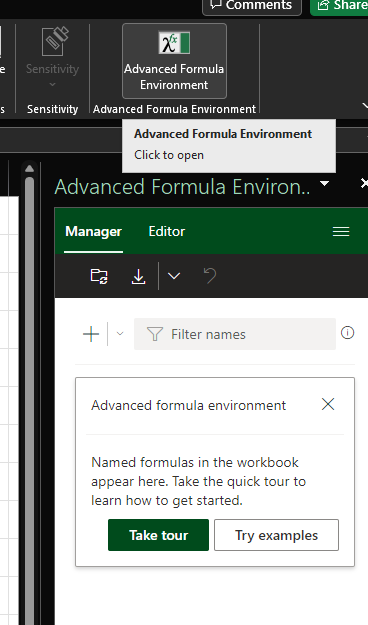 Comments
Share
e
Sensitivity
Advanced Formula
Environment
s
Sensitivity
Advanced Formula Environment
Advanced Formula Environment
Click to open
Advanced Formula Environ..
Manager
Editor
Filter names
Advanced formula environment
Named formulas in the workbook
appear here. Take the quick tour to
learn how to get started.
Take tour
Try examples